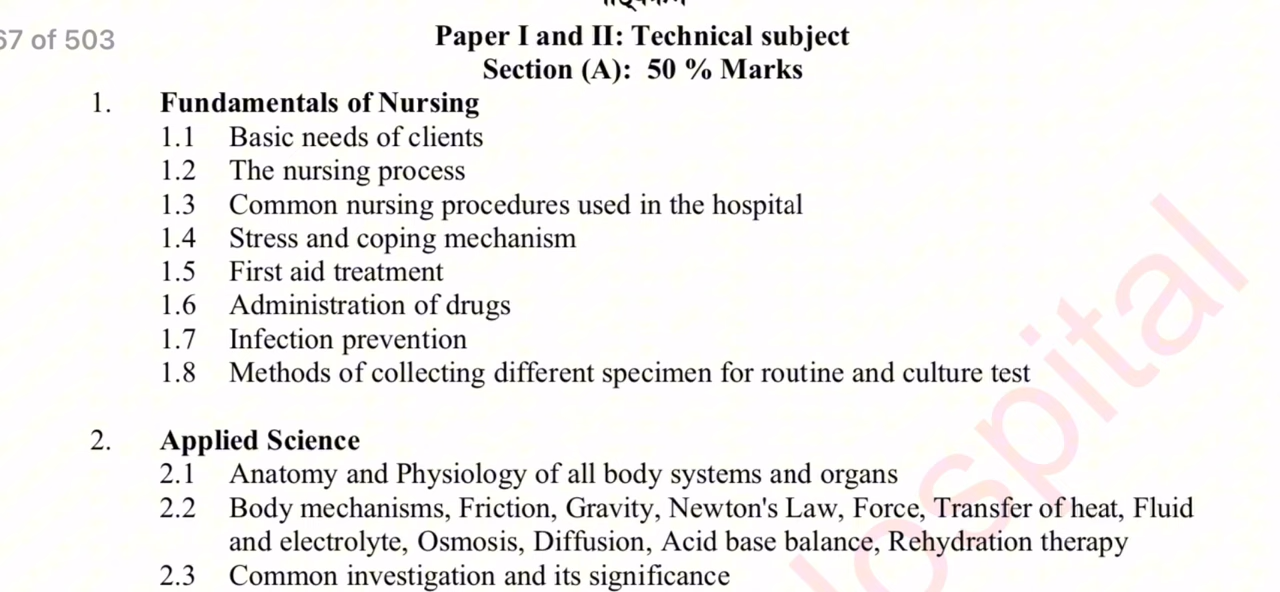 67 of 503
Paper I and II: Technical subject
Section (A): 50 % Marks
1. Fundamentals of Nursing
1.1 Basic needs of clients
1.2 The nursing process
1.3 Common nursing procedures used in the hospital
1.4 Stress and coping mechanism
1.5 First aid treatment
1.6 Administration of drugs
1.7 Infection prevention
1.8 Methods of collecting different specimen for routine and culture test
2. Applied Science
2.1 Anatomy and Physiology of all body systems and organs
2.2 Body mechanisms, Friction, Gravity, Newton's Law, Force, Transfer of heat, Fluid
and electrolyte, Osmosis, Diffusion, Acid base balance, Rehydration therapy
2.3 Common investigation and its significance
ospital